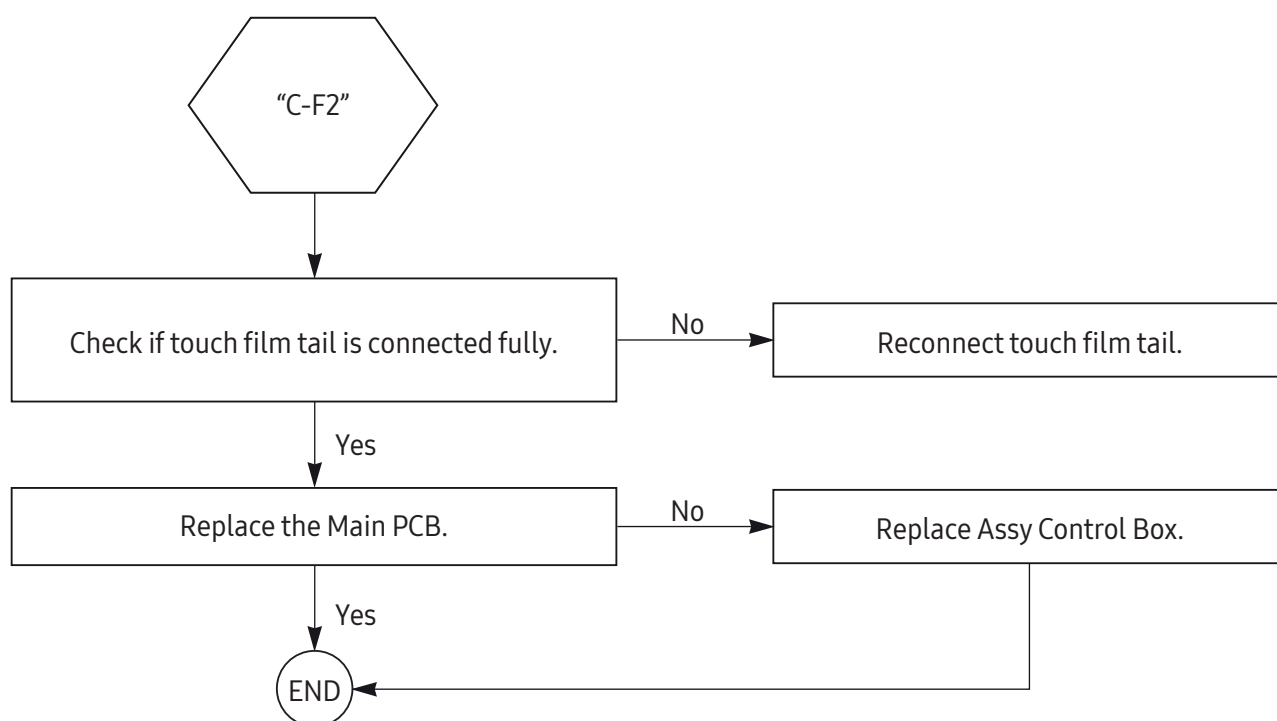 “C-F2”
Check if touch film tail is connected fully.
No
Reconnect touch film tail.
Yes
Replace the Main PCB.
No
Replace Assy Control Box.
Yes
END